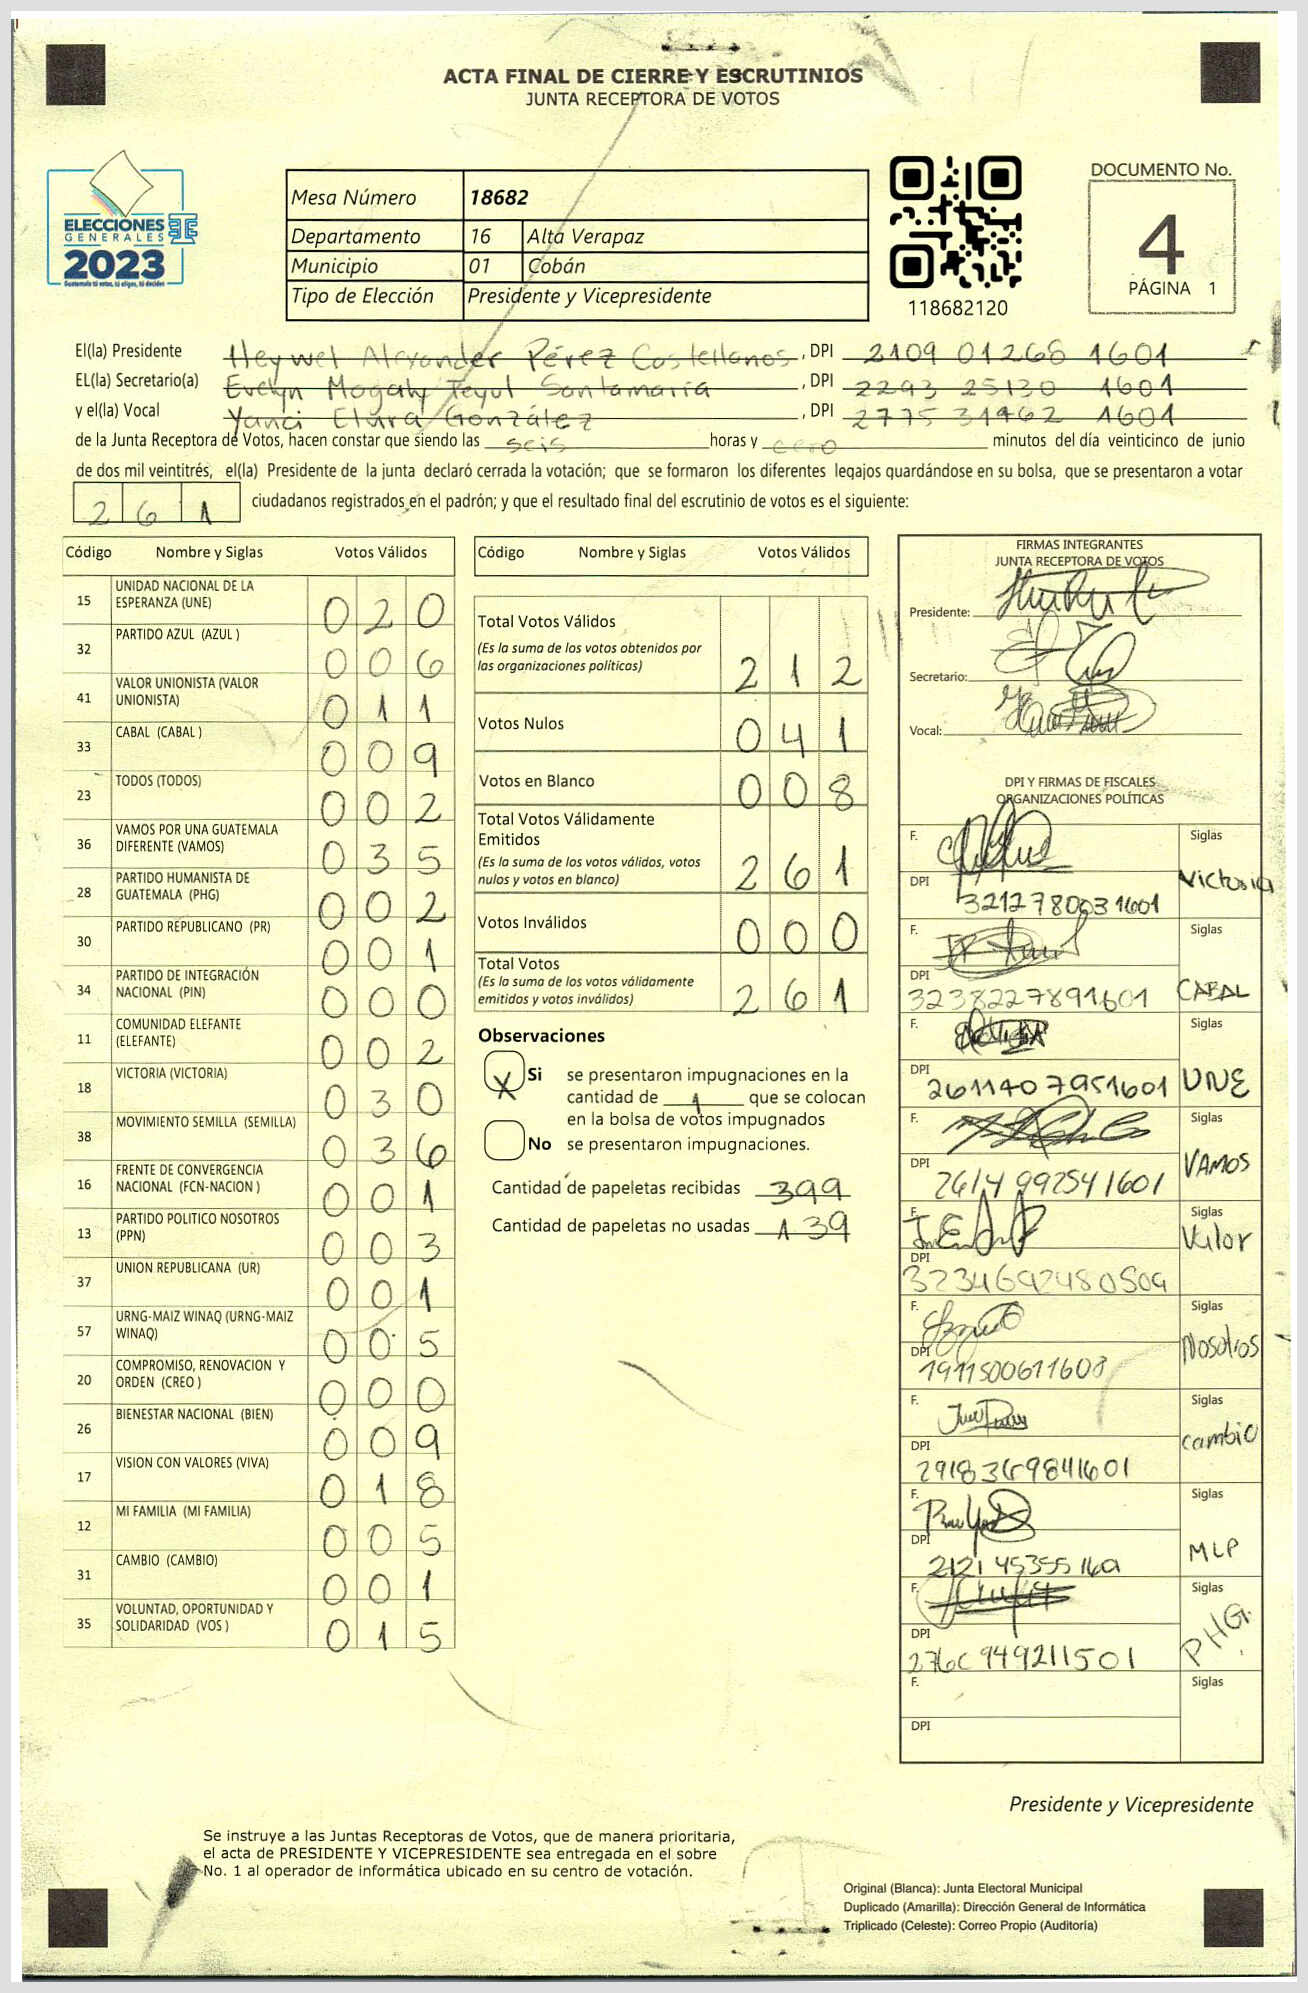 ACTA FINAL DE CIERRE Y ESCRUTINIOS
JUNTA RECEPTORA DE VOTOS
ELECCIONES
GENERALES
2023
Guatemala tú votas, tú eliges, tú decides
Mesa Número 18682
Departamento 16 Alta Verapaz
Municipio 01 Cobán
Tipo de Elección Presidente y Vicepresidente
118682120
DOCUMENTO No.
4
PÁGINA 1
El(la) Presidente Heywel Alexander Pérez Castellanos, DPI 2109 01268 1601
EL(la) Secretario(a) Evelyn Magaly Teyul Santamaría, DPI 2293 25130 1601
y el(la) Vocal Yanci Elvira González, DPI 2775 31462 1601
de la Junta Receptora de Votos, hacen constar que siendo las seis horas y cero minutos del día veinticinco de junio
de dos mil veintitrés, el(la) Presidente de la junta declaró cerrada la votación; que se formaron los diferentes legajos quardándose en su bolsa, que se presentaron a votar
2 6 1 ciudadanos registrados en el padrón; y que el resultado final del escrutinio de votos es el siguiente:
Código Nombre y Siglas Votos Válidos
15 UNIDAD NACIONAL DE LA ESPERANZA (UNE) 0 2 0
32 PARTIDO AZUL (AZUL ) 0 0 6
41 VALOR UNIONISTA (VALOR UNIONISTA) 0 1 1
33 CABAL (CABAL ) 0 0 9
23 TODOS (TODOS) 0 0 2
36 VAMOS POR UNA GUATEMALA DIFERENTE (VAMOS) 0 3 5
28 PARTIDO HUMANISTA DE GUATEMALA (PHG) 0 0 2
30 PARTIDO REPUBLICANO (PR) 0 0 1
34 PARTIDO DE INTEGRACIÓN NACIONAL (PIN) 0 0 0
11 COMUNIDAD ELEFANTE (ELEFANTE) 0 0 2
18 VICTORIA (VICTORIA) 0 3 0
38 MOVIMIENTO SEMILLA (SEMILLA) 0 3 6
16 FRENTE DE CONVERGENCIA NACIONAL (FCN-NACION ) 0 0 1
13 PARTIDO POLITICO NOSOTROS (PPN) 0 0 3
37 UNION REPUBLICANA (UR) 0 0 1
57 URNG-MAIZ WINAQ (URNG-MAIZ WINAQ) 0 0 5
20 COMPROMISO, RENOVACION Y ORDEN (CREO ) 0 0 0
26 BIENESTAR NACIONAL (BIEN) 0 0 9
17 VISION CON VALORES (VIVA) 0 1 8
12 MI FAMILIA (MI FAMILIA) 0 0 5
31 CAMBIO (CAMBIO) 0 0 1
35 VOLUNTAD, OPORTUNIDAD Y SOLIDARIDAD (VOS ) 0 1 5
Código Nombre y Siglas Votos Válidos
Total Votos Válidos
(Es la suma de los votos obtenidos por
las organizaciones políticas) 2 1 2
Votos Nulos 0 4 1
Votos en Blanco 0 0 8
Total Votos Válidamente
Emitidos
(Es la suma de los votos válidos, votos
nulos y votos en blanco) 2 6 1
Votos Inválidos 0 0 0
Total Votos
(Es la suma de los votos válidamente
emitidos y votos inválidos) 2 6 1
Observaciones
X Si se presentaron impugnaciones en la
cantidad de 1 que se colocan
en la bolsa de votos impugnados
No se presentaron impugnaciones.
Cantidad de papeletas recibidas 399
Cantidad de papeletas no usadas 139
FIRMAS INTEGRANTES
JUNTA RECEPTORA DE VOTOS
Presidente:
Secretario:
Vocal:
DPI Y FIRMAS DE FISCALES
ORGANIZACIONES POLÍTICAS
F. Siglas
DPI 3212780031601 Victoria
F. Siglas
DPI 3238227891601 CABAL
F. Siglas
DPI 2611407951601 UNE
F. Siglas
DPI 2614992541601 VAMOS
F. Siglas
DPI 3234692480509 Valor
F. Siglas
DPI 1911500611608 Nosotros
F. Siglas
DPI 2918369841601 cambio
F. Siglas
DPI MLP
F. Siglas
DPI PHG.
F. Siglas
DPI
Presidente y Vicepresidente
Se instruye a las Juntas Receptoras de Votos, que de manera prioritaria,
el acta de PRESIDENTE Y VICEPRESIDENTE sea entregada en el sobre
No. 1 al operador de informática ubicado en su centro de votación.
Original (Blanca): Junta Electoral Municipal
Duplicado (Amarilla): Dirección General de Informática
Triplicado (Celeste): Correo Propio (Auditoría)